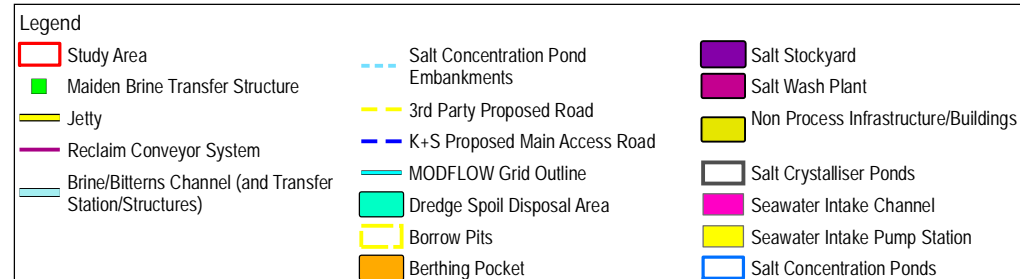 Legend
Study Area
Maiden Brine Transfer Structure
Jetty
Reclaim Conveyor System
Brine/Bitterns Channel (and Transfer
Station/Structures)
Salt Concentration Pond
Embankments
3rd Party Proposed Road
K+S Proposed Main Access Road
MODFLOW Grid Outline
Dredge Spoil Disposal Area
Borrow Pits
Berthing Pocket
Salt Stockyard
Salt Wash Plant
Non Process Infrastructure/Buildings
Salt Crystalliser Ponds
Seawater Intake Channel
Seawater Intake Pump Station
Salt Concentration Ponds